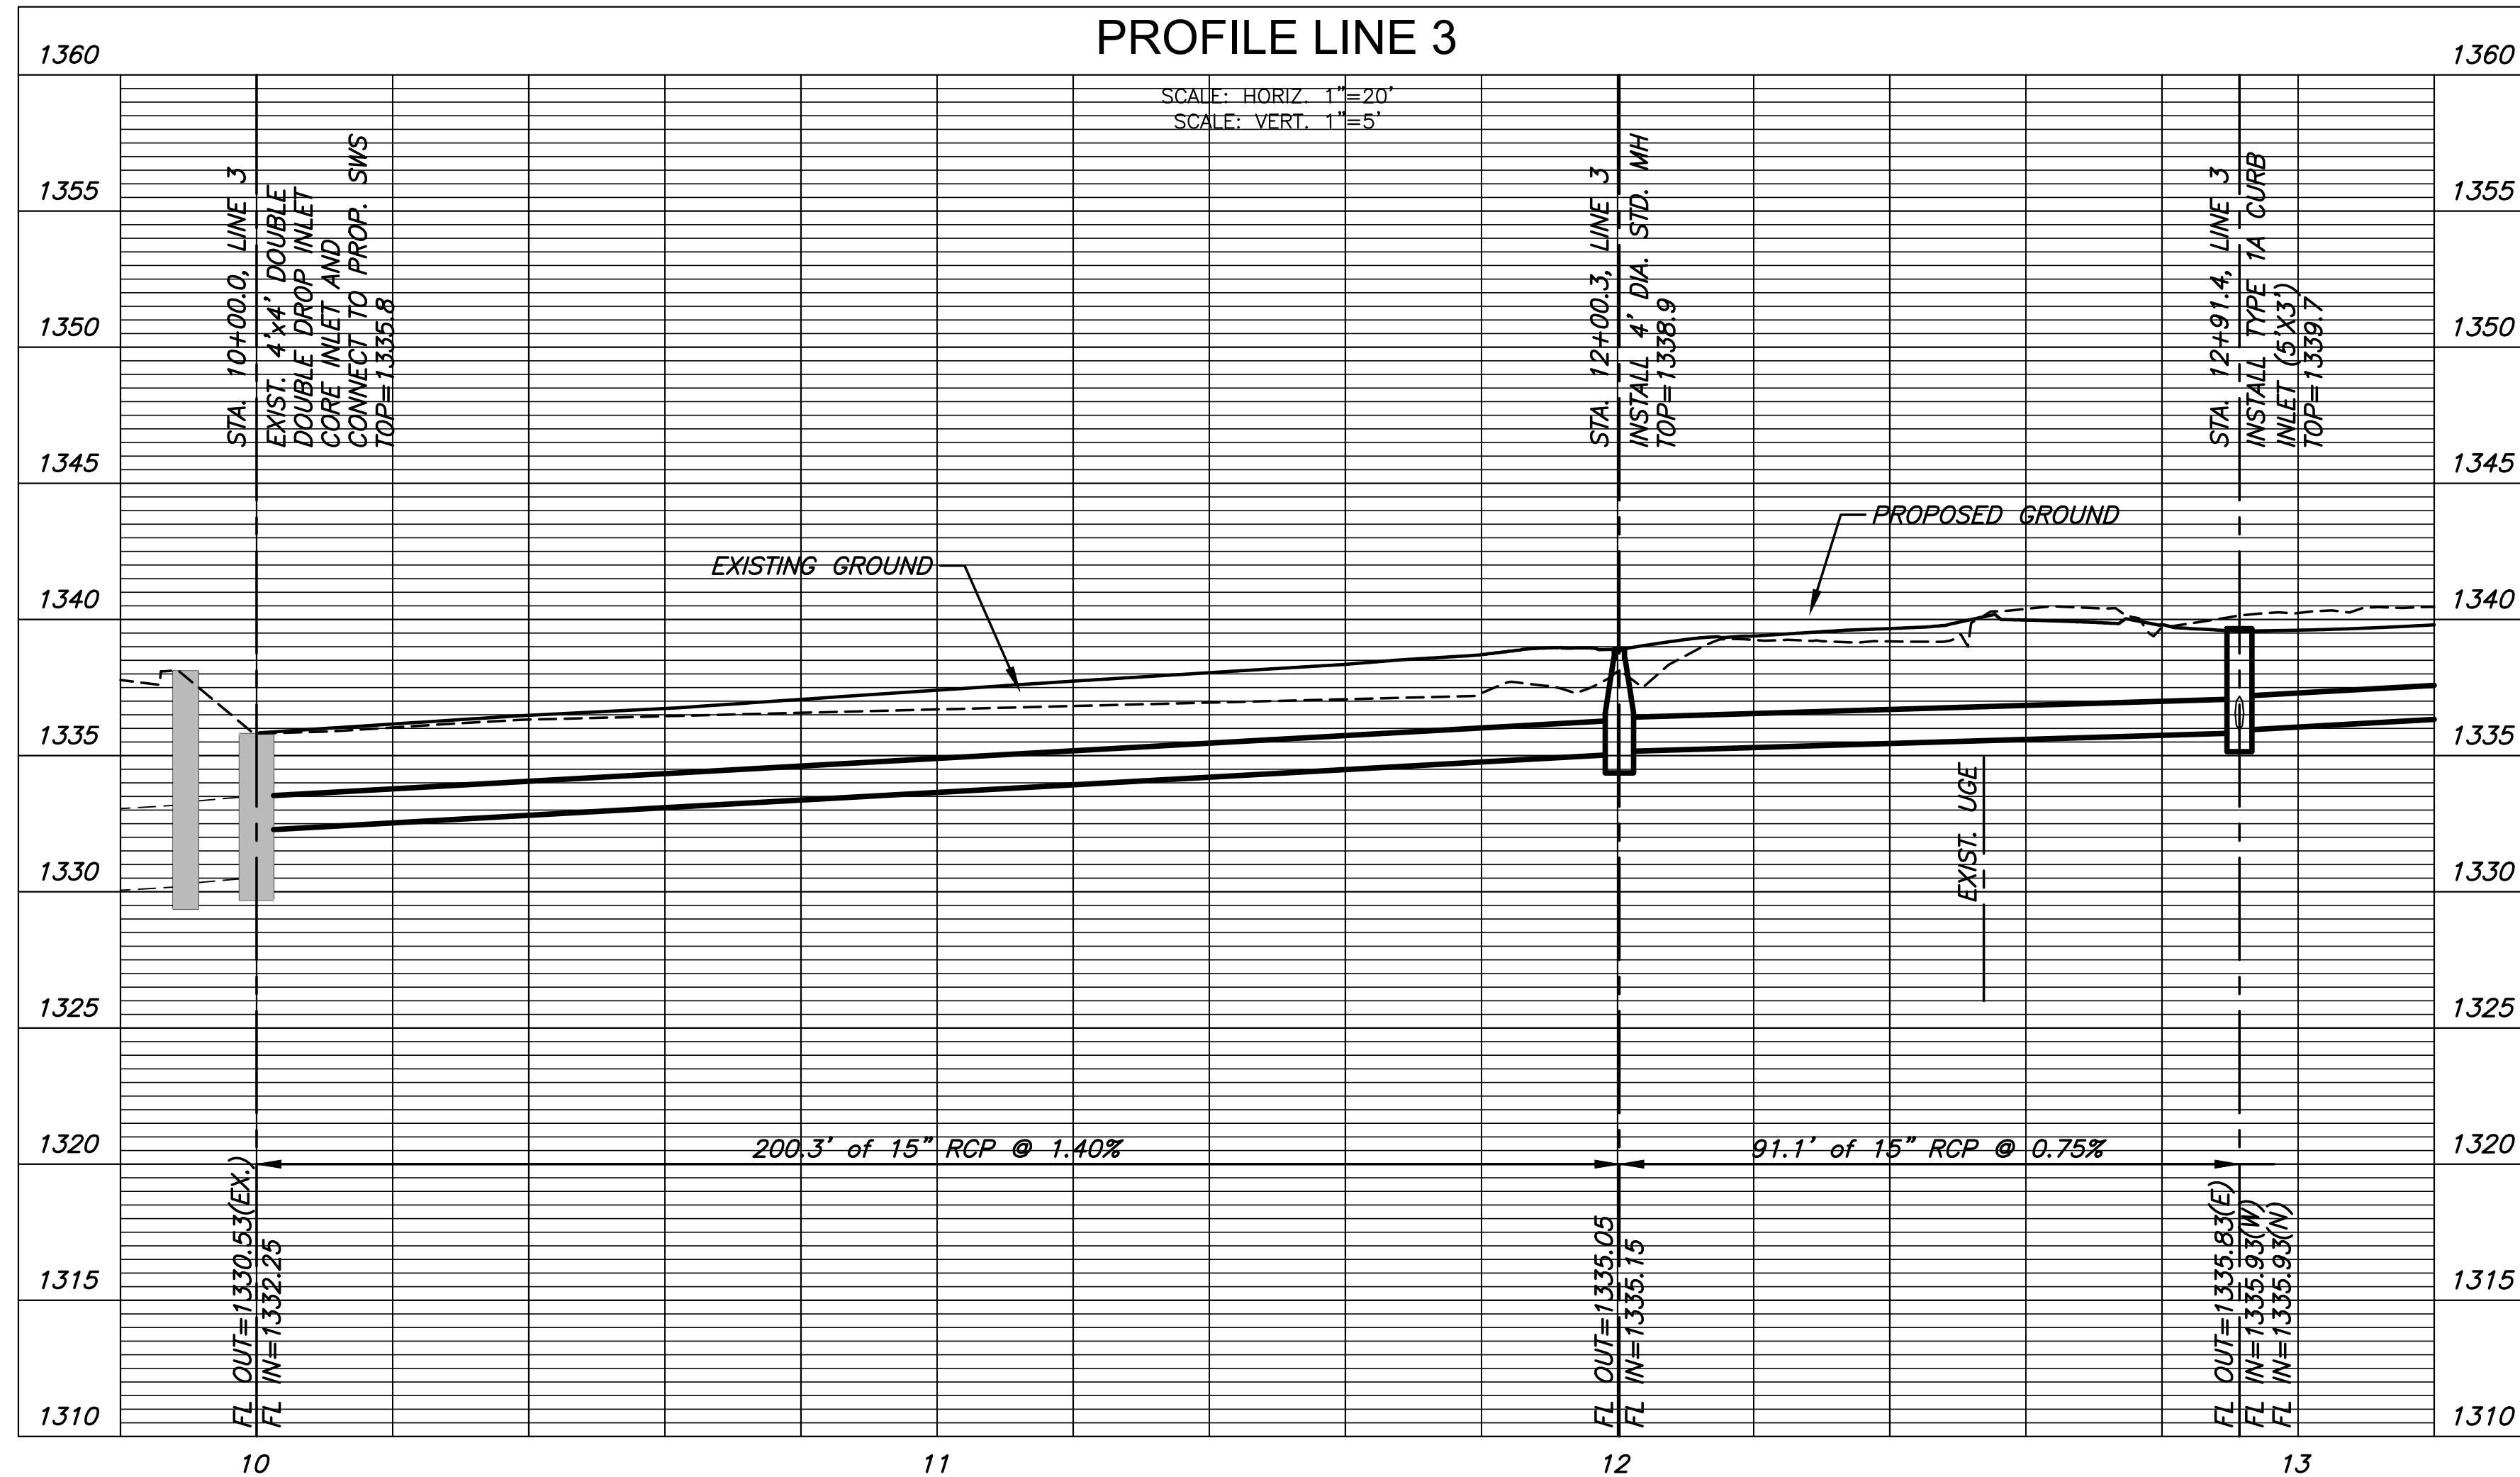 PROFILE LINE 3
SCALE: HORIZ. 1"=20'
SCALE: VERT. 1"=5'
1360
1360
1355
1355
1350
1350
1345
1345
1340
1340
1335
1335
1330
1330
1325
1325
1320
1320
1315
1315
1310
1310
STA. 10+00.0, LINE 3
EXIST. 4'x4' DOUBLE
DOUBLE DROP INLET
CORE INLET AND
CONNECT TO PROP. SWS
TOP=1335.8
STA. 12+00.3, LINE 3
INSTALL 4' DIA. STD. MH
TOP=1338.9
STA. 12+91.4, LINE 3
INSTALL TYPE 1A CURB
INLET (5'X3')
TOP=1339.7
EXISTING GROUND
PROPOSED GROUND
EXIST. UGE
200.3' of 15" RCP @ 1.40%
91.1' of 15" RCP @ 0.75%
FL OUT=1330.53(EX.)
FL IN=1332.25
FL OUT=1335.05
FL IN=1335.15
FL OUT=1335.83(E)
FL IN=1335.93(W)
FL IN=1335.93(N)
10
11
12
13